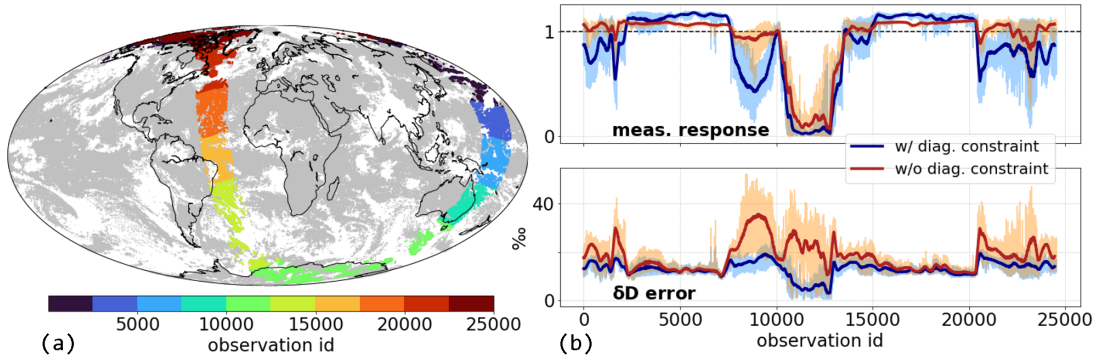 1
0
meas. response
w/ diag. constraint
w/o diag. constraint
40
‰
0
δD error
5000 10000 15000 20000 25000
observation id
(a)
0 5000 10000 15000 20000 25000
observation id
(b)